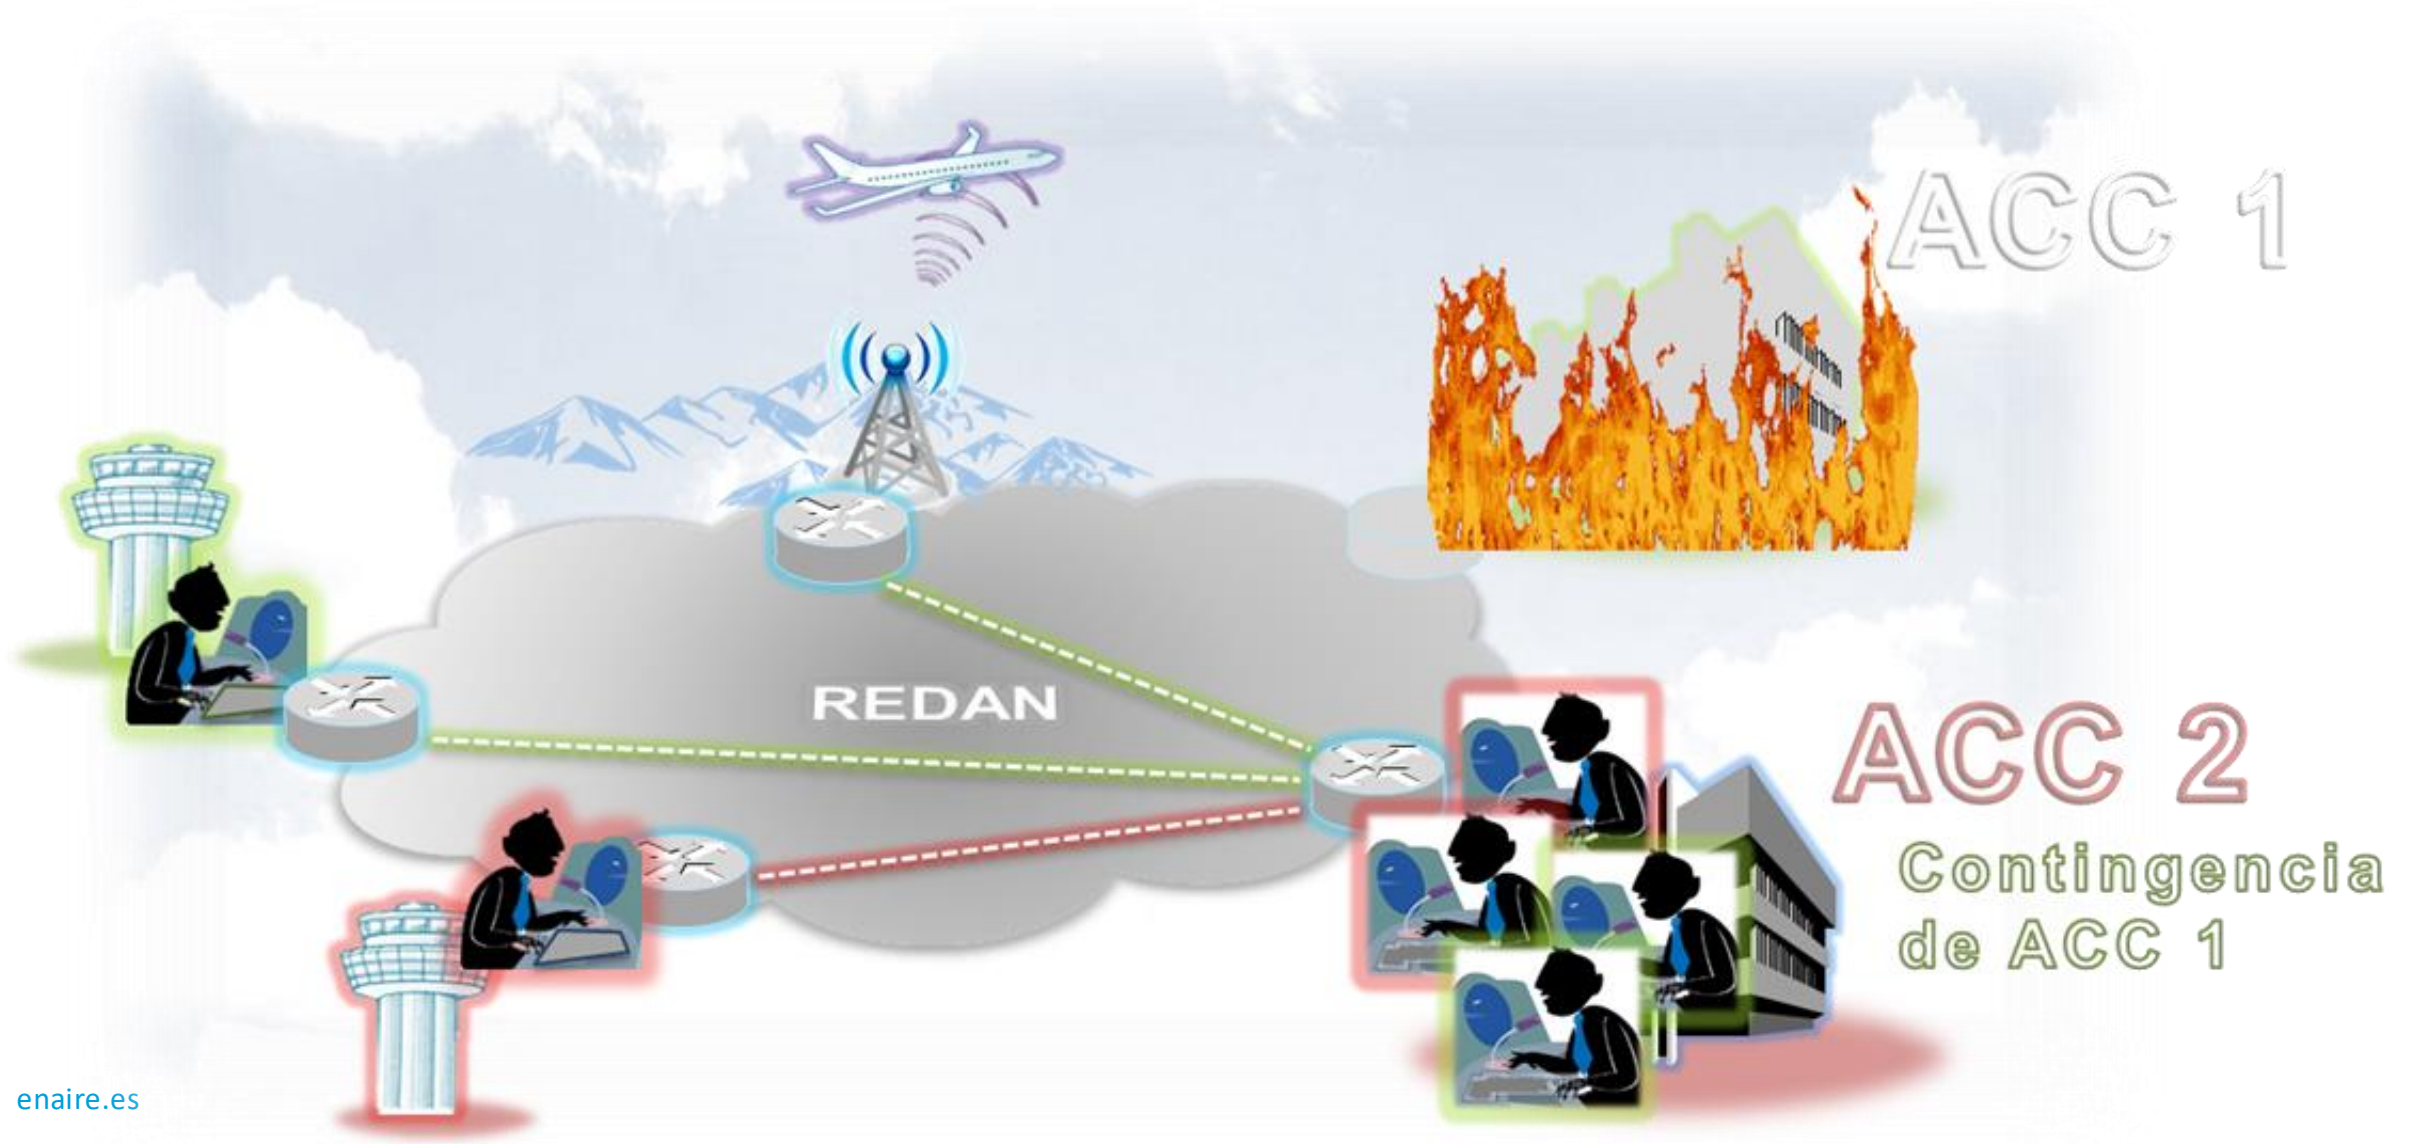 ACC 1
REDAN
ACC 2
Contingencia
de ACC 1
enaire.es